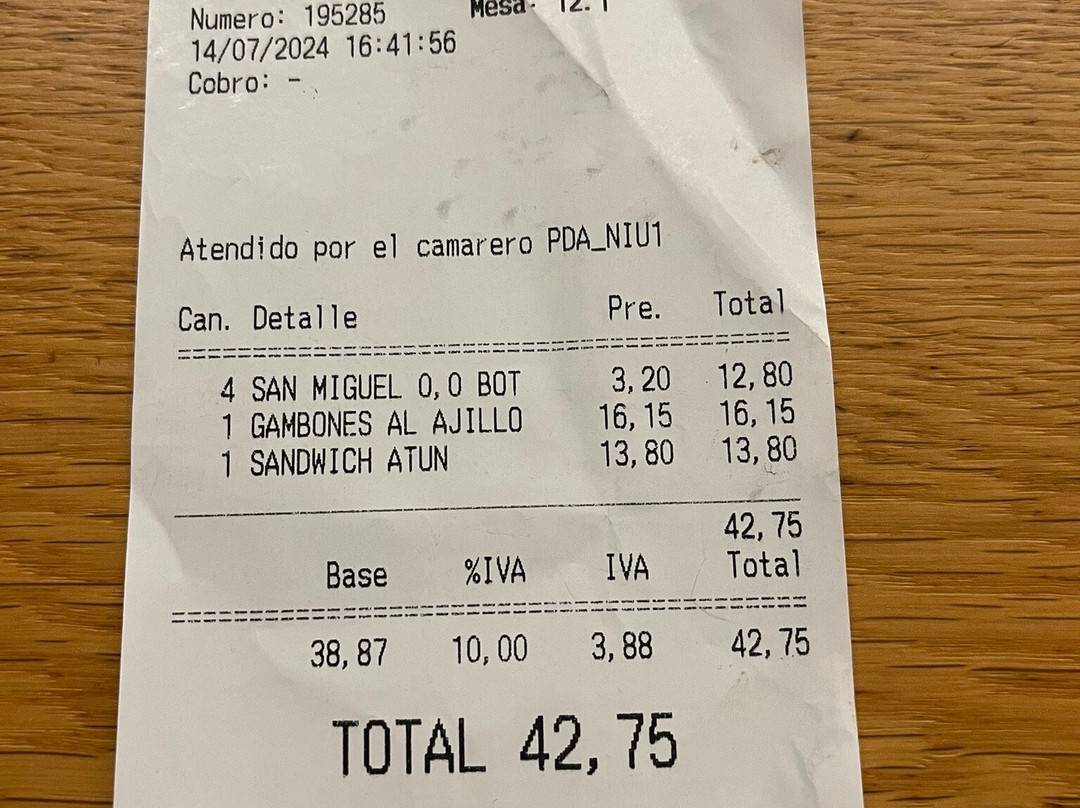 Numero: 195285 Mesa: 12.1
14/07/2024 16:41:56
Cobro: -
Atendido por el camarero PDA_NIU1
Can. Detalle Pre. Total
4 SAN MIGUEL 0,0 BOT 3,20 12,80
1 GAMBONES AL AJILLO 16,15 16,15
1 SANDWICH ATUN 13,80 13,80
42,75
Base %IVA IVA Total
38,87 10,00 3,88 42,75
TOTAL 42,75